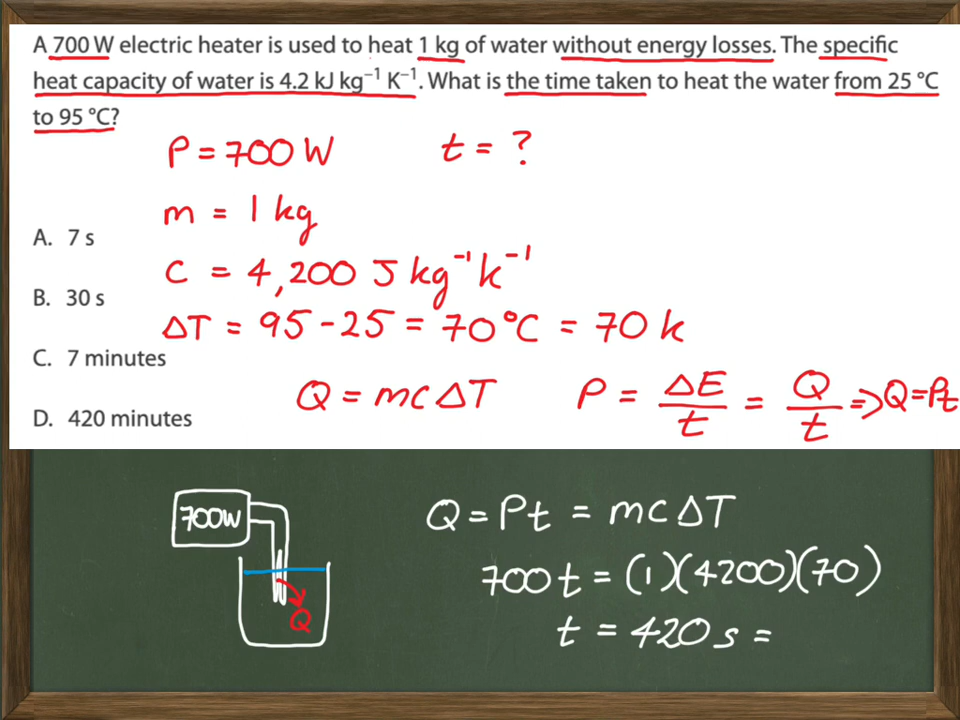 A 700 W electric heater is used to heat 1 kg of water without energy losses. The specific
heat capacity of water is 4.2 kJ kg⁻¹ K⁻¹. What is the time taken to heat the water from 25 °C
to 95 °C?
P = 700 W t = ?
m = 1 kg
A. 7 s
C = 4,200 J kg⁻¹ k⁻¹
B. 30 s
ΔT = 95 - 25 = 70°C = 70 k
C. 7 minutes
Q = mcΔT P = ΔE/t = Q/t => Q=Pt
D. 420 minutes
700W
Q = Pt = mcΔT
700t = (1)(4200)(70)
t = 420 s =
Q